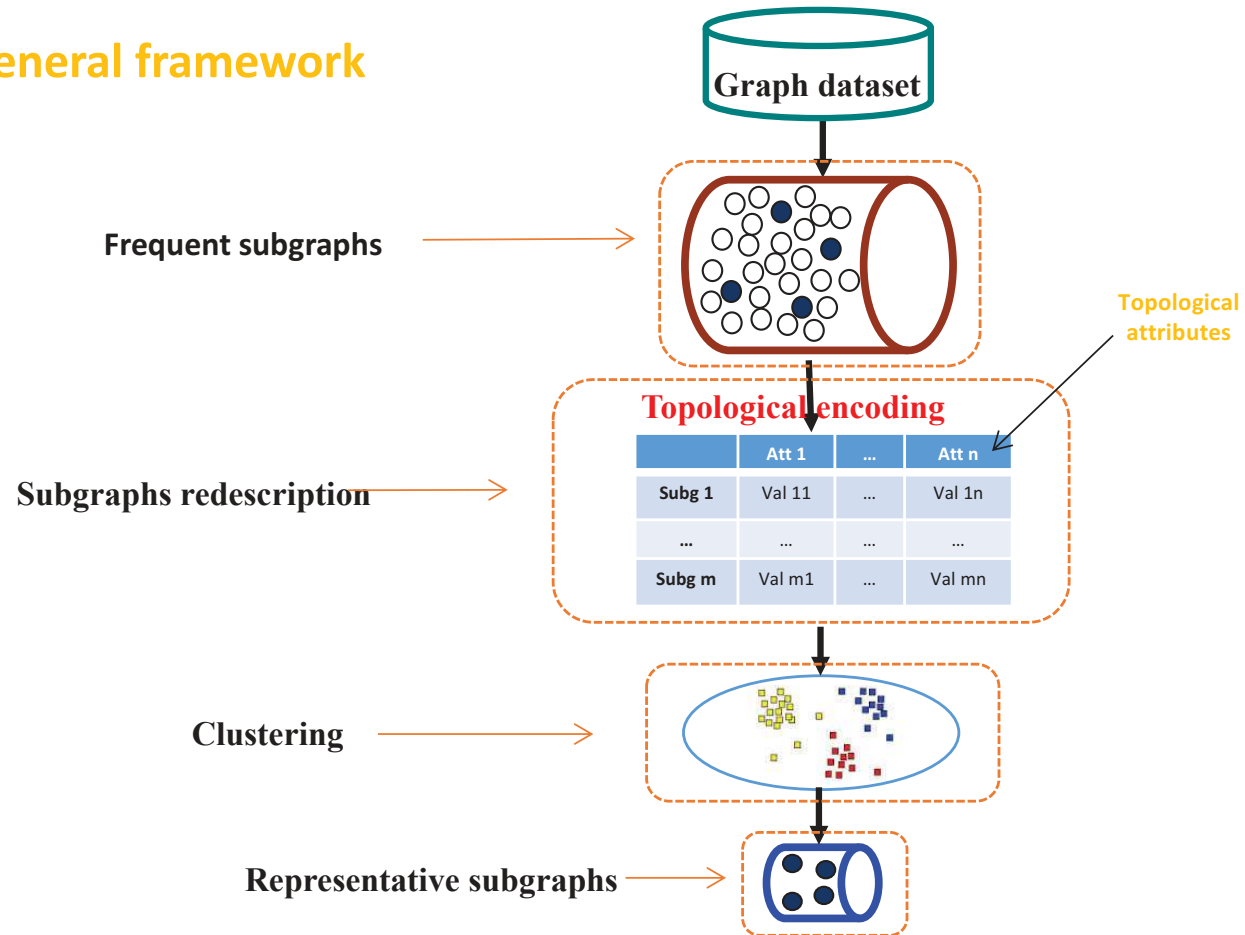 eneral framework
Graph dataset
Frequent subgraphs
Topological
attributes
Topological encoding
Att 1 ... Att n
Subg 1 Val 11 ... Val 1n
... ... ... ...
Subg m Val m1 ... Val mn
Subgraphs redescription
Clustering
Representative subgraphs